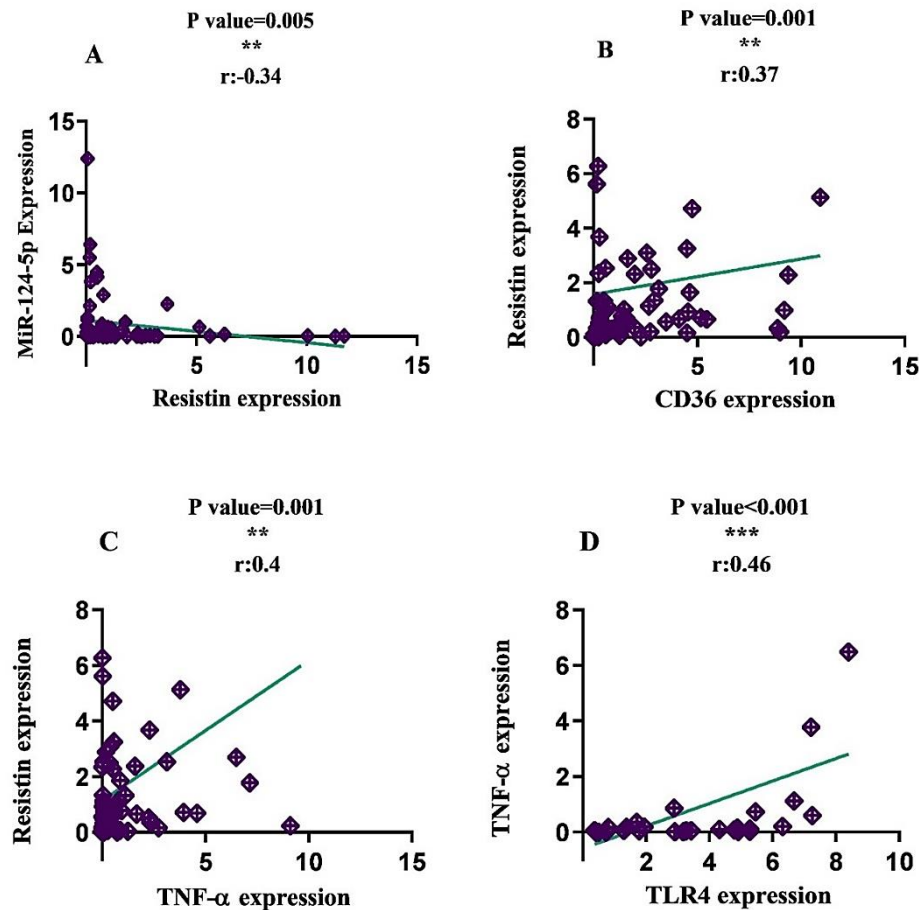 P value=0.005
**
A
r:-0.34
MiR-124-5p Expression
15
10
5
0
5
10
15
Resistin expression
P value=0.001
**
B
r:0.37
Resistin expression
8
6
4
2
0
5
10
15
CD36 expression
P value=0.001
**
C
r:0.4
Resistin expression
8
6
4
2
0
5
10
15
TNF-α expression
P value<0.001
***
D
r:0.46
TNF-α expression
8
6
4
2
0
2
4
6
8
10
TLR4 expression